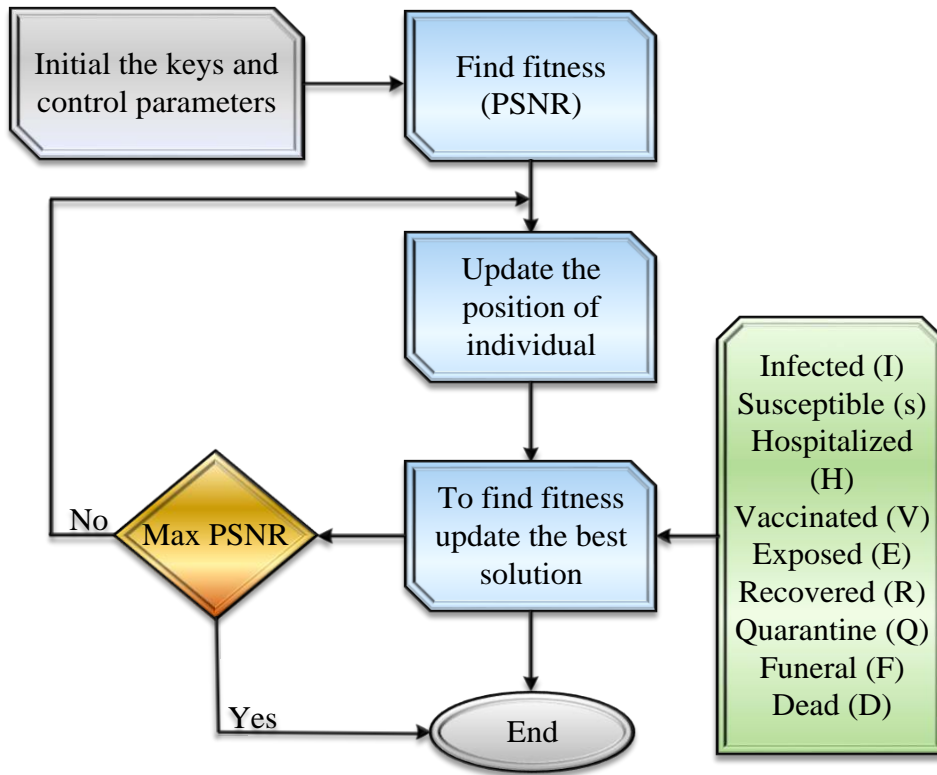 Initial the keys and
control parameters
Find fitness
(PSNR)
Update the
position of
individual
Infected (I)
Susceptible (s)
Hospitalized
(H)
Vaccinated (V)
Exposed (E)
Recovered (R)
Quarantine (Q)
Funeral (F)
Dead (D)
To find fitness
update the best
solution
Max PSNR
No
Yes
End